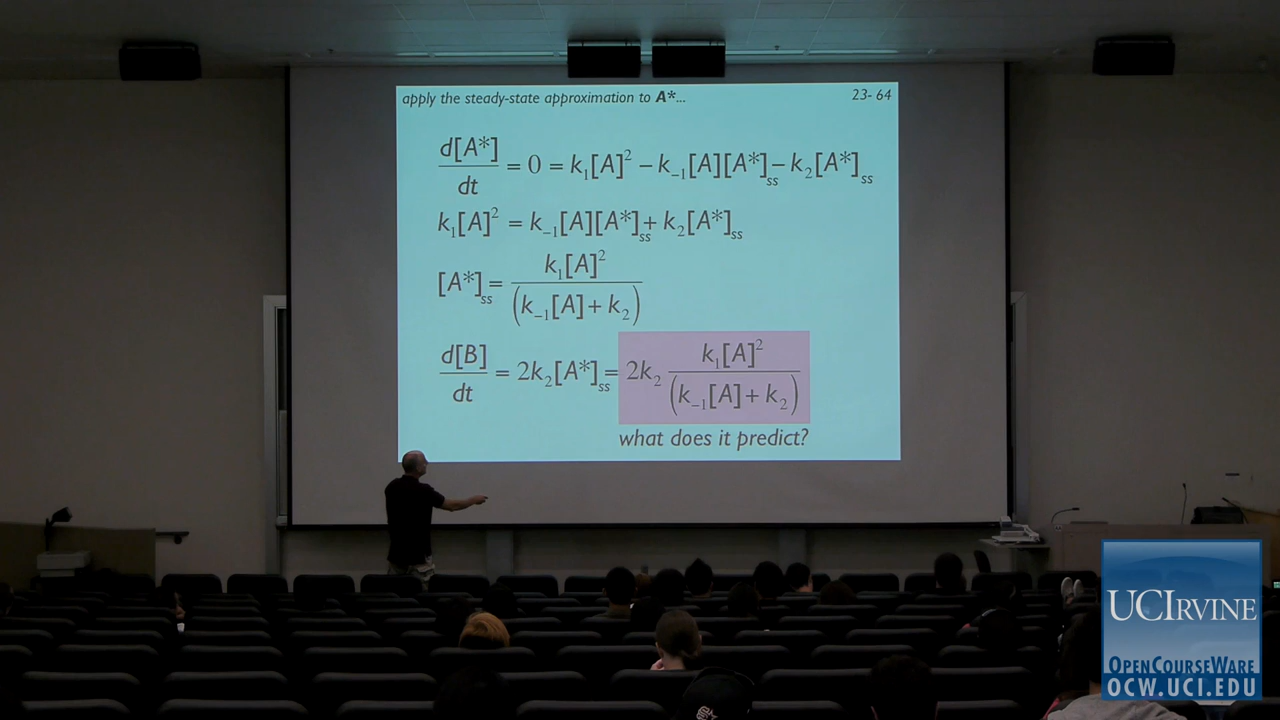 apply the steady-state approximation to A*... 23- 64
d[A*]/dt = 0 = k₁[A]² − k₋₁[A][A*]ss − k₂[A*]ss
k₁[A]² = k₋₁[A][A*]ss + k₂[A*]ss
[A*]ss = k₁[A]² / (k₋₁[A] + k₂)
d[B]/dt = 2k₂[A*]ss = 2k₂ k₁[A]² / (k₋₁[A] + k₂)
what does it predict?
UCIRVINE
OPENCOURSEWARE
OCW.UCI.EDU